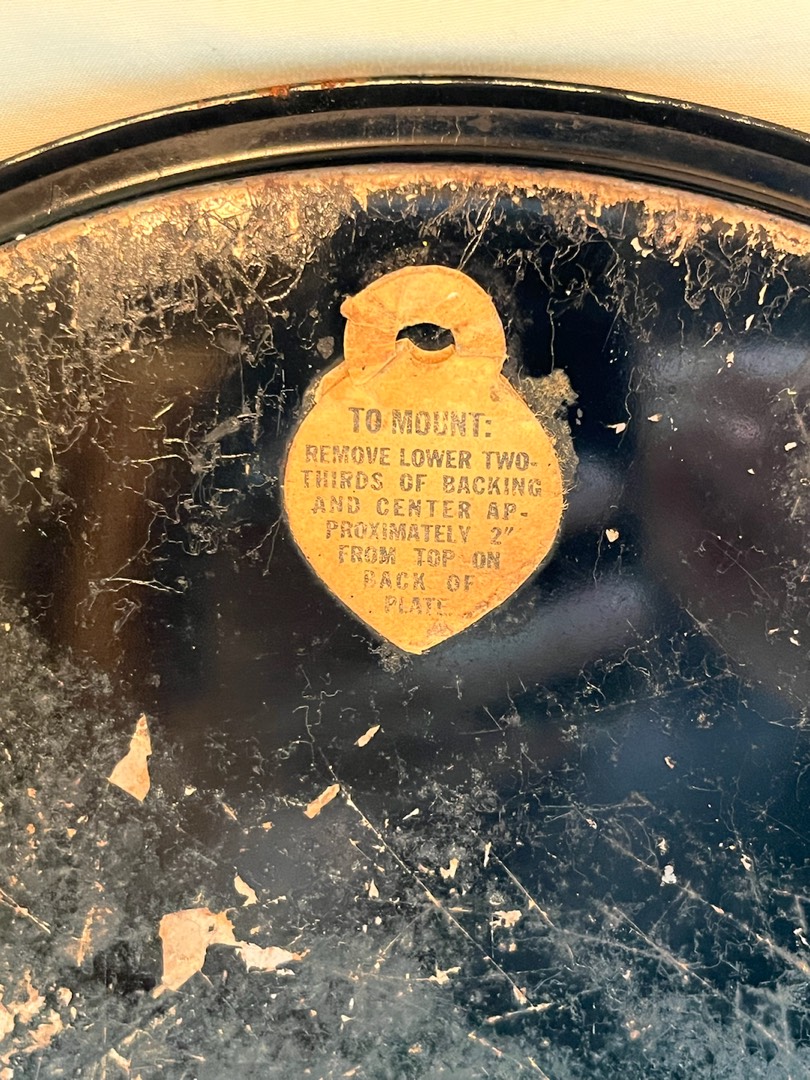 TO MOUNT:
REMOVE LOWER TWO-
THIRDS OF BACKING
AND CENTER AP-
PROXIMATELY 2"
FROM TOP ON
BACK OF
PLATE